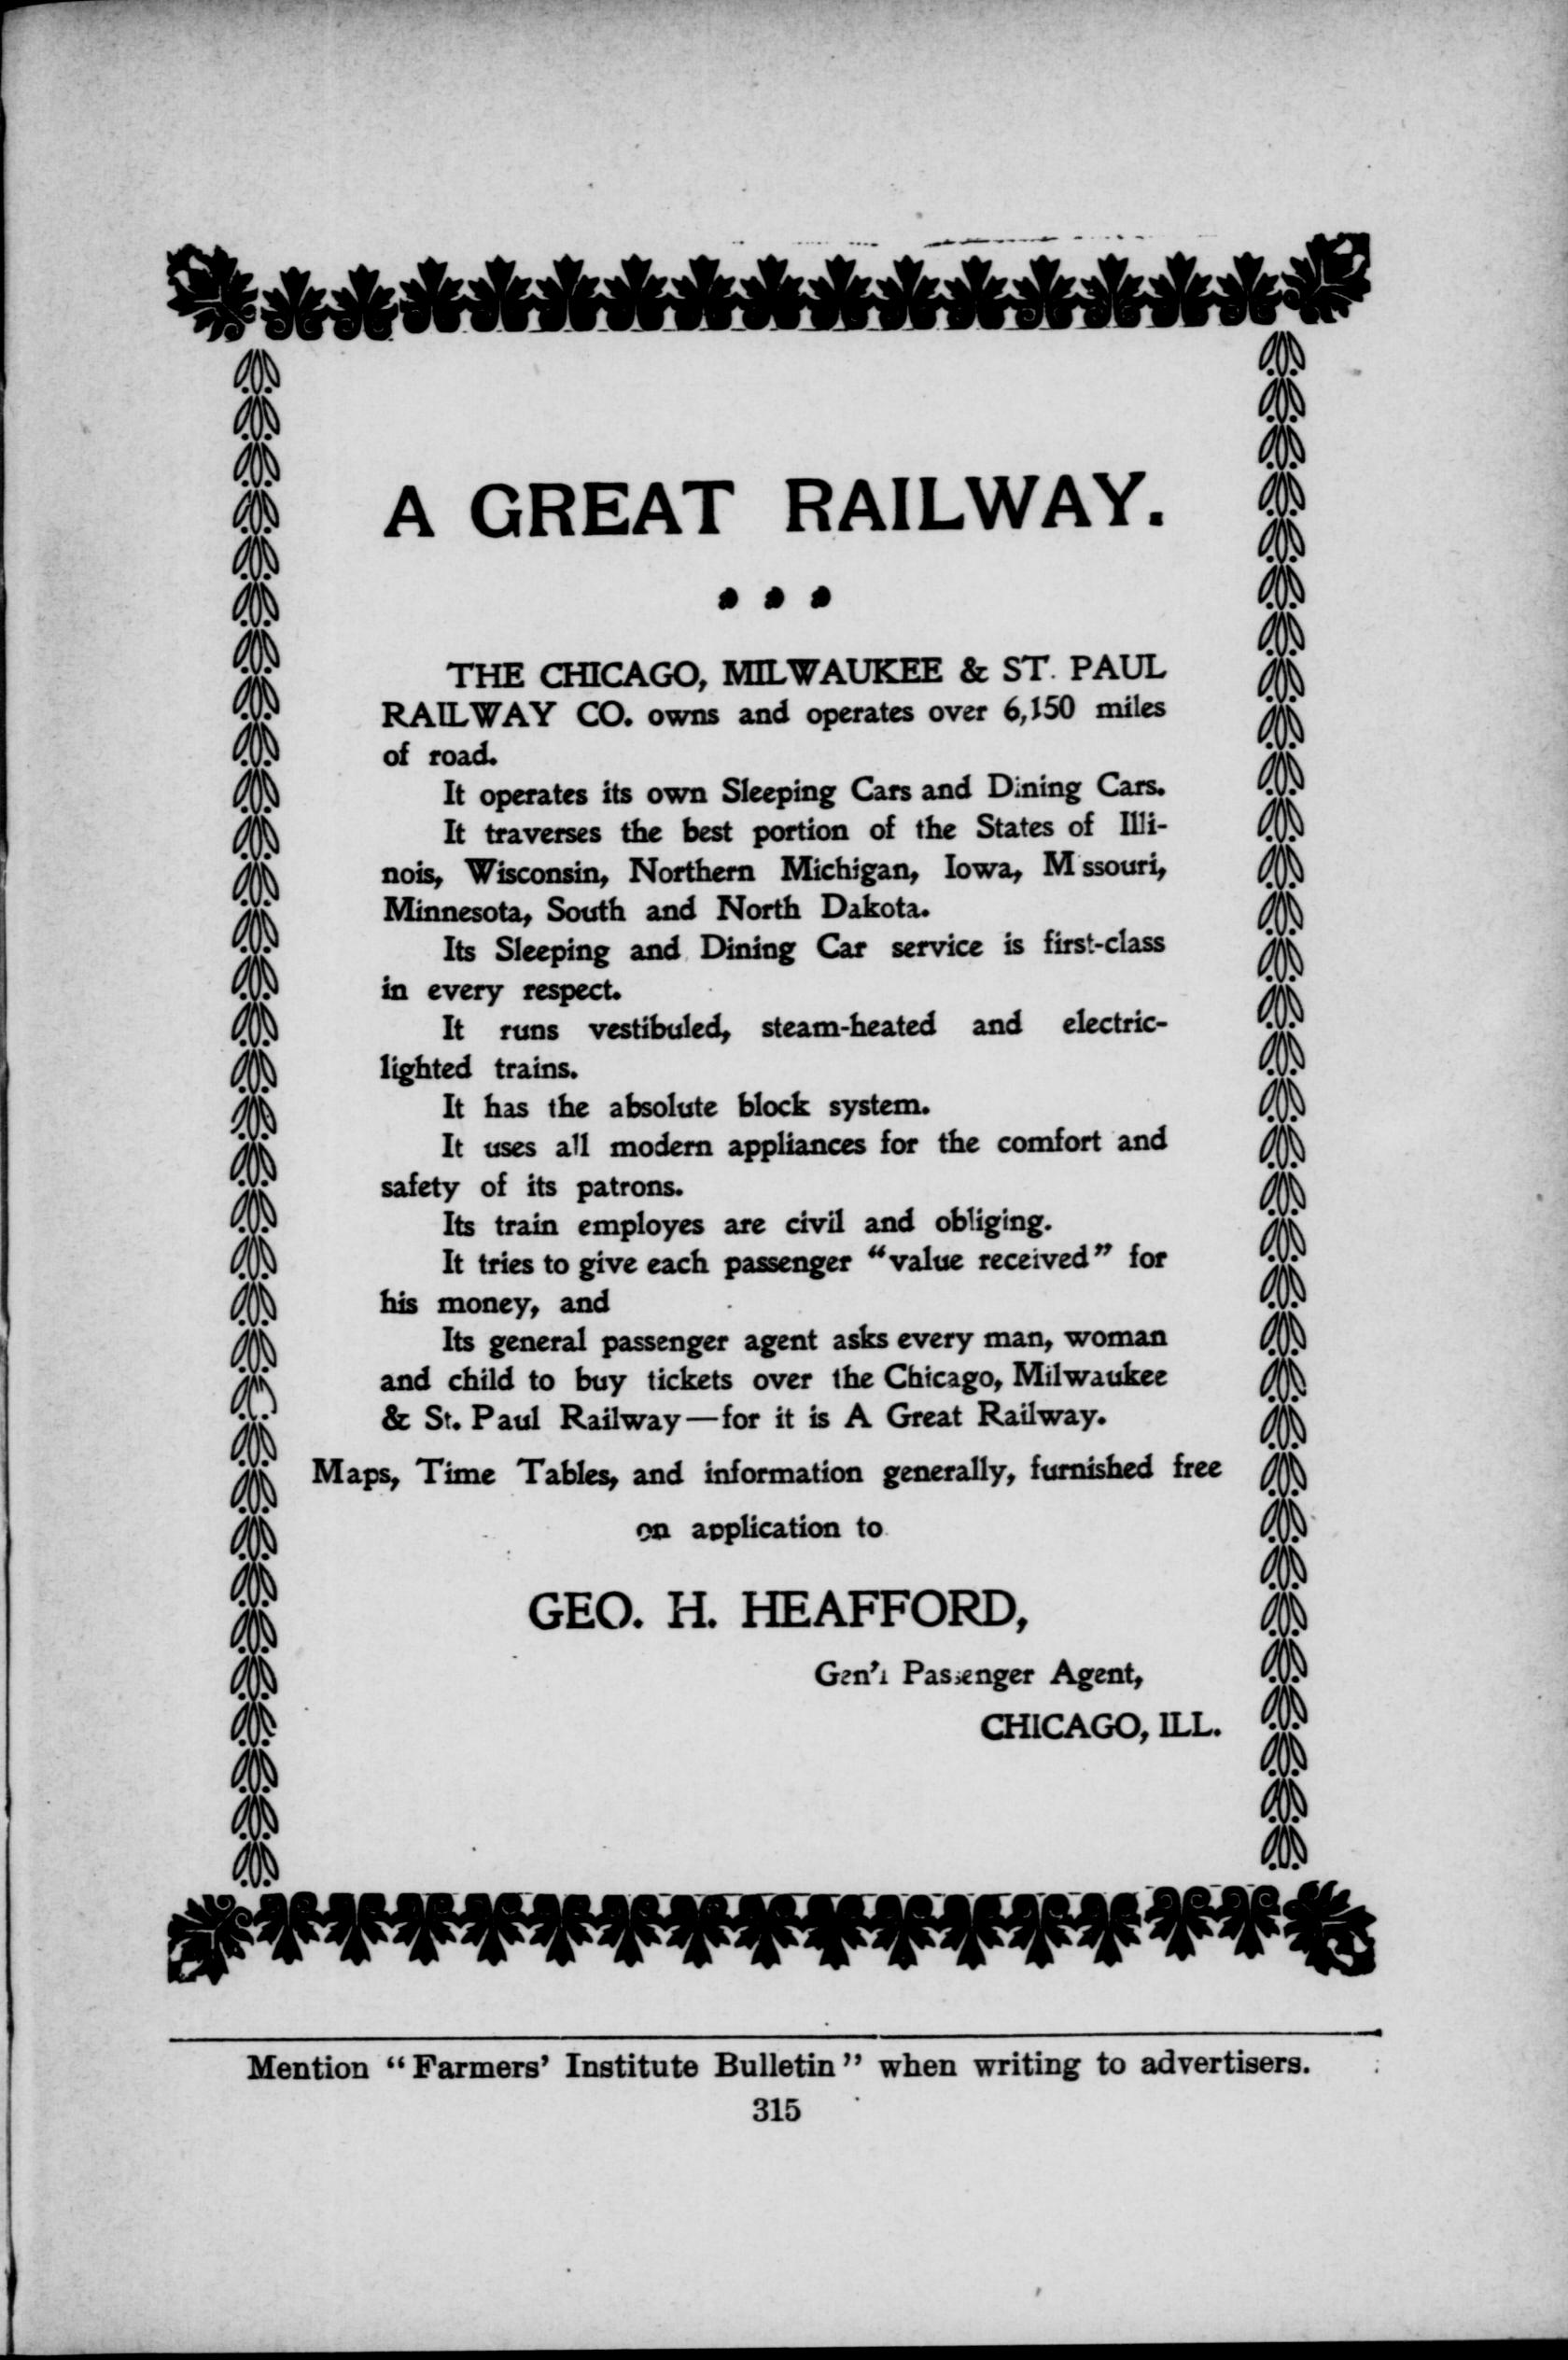 A GREAT RAILWAY.
THE CHICAGO, MILWAUKEE & ST. PAUL
RAILWAY CO. owns and operates over 6,150 miles
of road.
It operates its own Sleeping Cars and Dining Cars.
It traverses the best portion of the States of Illi-
nois, Wisconsin, Northern Michigan, Iowa, M ssouri,
Minnesota, South and North Dakota.
Its Sleeping and Dining Car service is first-class
in every respect.
It runs vestibuled, steam-heated and electric-
lighted trains.
It has the absolute block system.
It uses all modern appliances for the comfort and
safety of its patrons.
Its train employes are civil and obliging.
It tries to give each passenger "value received" for
his money, and
Its general passenger agent asks every man, woman
and child to buy tickets over the Chicago, Milwaukee
& St. Paul Railway—for it is A Great Railway.
Maps, Time Tables, and information generally, furnished free
on application to
GEO. H. HEAFFORD,
Gen'l Passenger Agent,
CHICAGO, ILL.
Mention "Farmers' Institute Bulletin" when writing to advertisers.
315